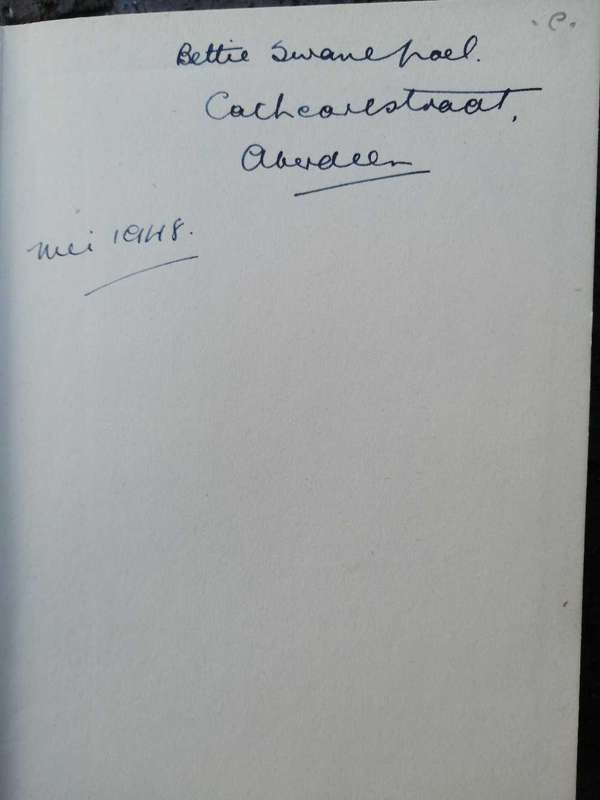 .C.
Bettie Swanepoel.
Cathcartstraat,
Aberdeen
Mei 1948.